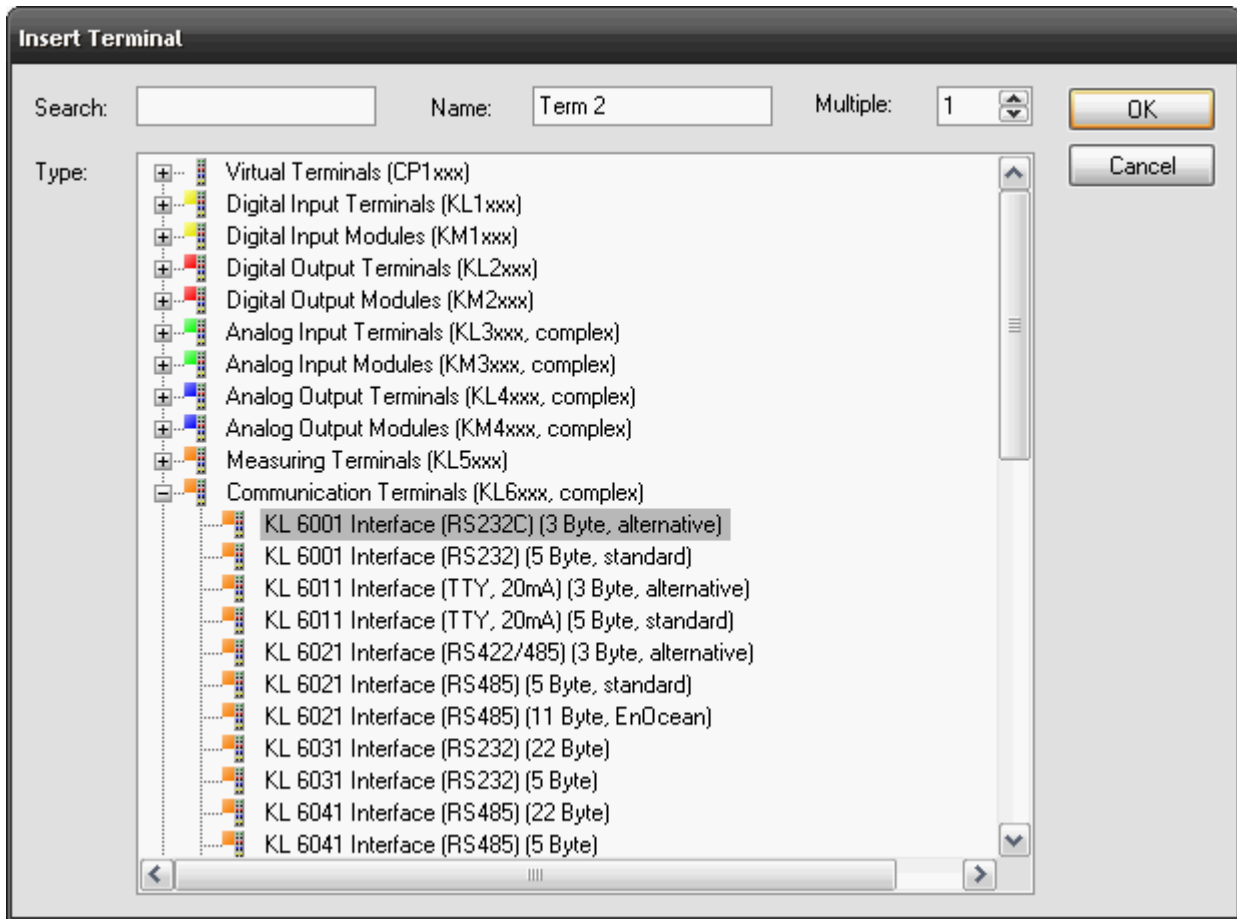 Insert Terminal
Search:
Name: Term 2
Multiple: 1
OK
Type:
Cancel
Virtual Terminals (CP1xxx)
Digital Input Terminals (KL1xxx)
Digital Input Modules (KM1xxx)
Digital Output Terminals (KL2xxx)
Digital Output Modules (KM2xxx)
Analog Input Terminals (KL3xxx, complex)
Analog Input Modules (KM3xxx, complex)
Analog Output Terminals (KL4xxx, complex)
Analog Output Modules (KM4xxx, complex)
Measuring Terminals (KL5xxx)
Communication Terminals (KL6xxx, complex)
KL 6001 Interface (RS232C) (3 Byte, alternative)
KL 6001 Interface (RS232) (5 Byte, standard)
KL 6011 Interface (TTY, 20mA) (3 Byte, alternative)
KL 6011 Interface (TTY, 20mA) (5 Byte, standard)
KL 6021 Interface (RS422/485) (3 Byte, alternative)
KL 6021 Interface (RS485) (5 Byte, standard)
KL 6021 Interface (RS485) (11 Byte, EnOcean)
KL 6031 Interface (RS232) (22 Byte)
KL 6031 Interface (RS232) (5 Byte)
KL 6041 Interface (RS485) (22 Byte)
KL 6041 Interface (RS485) (5 Byte)